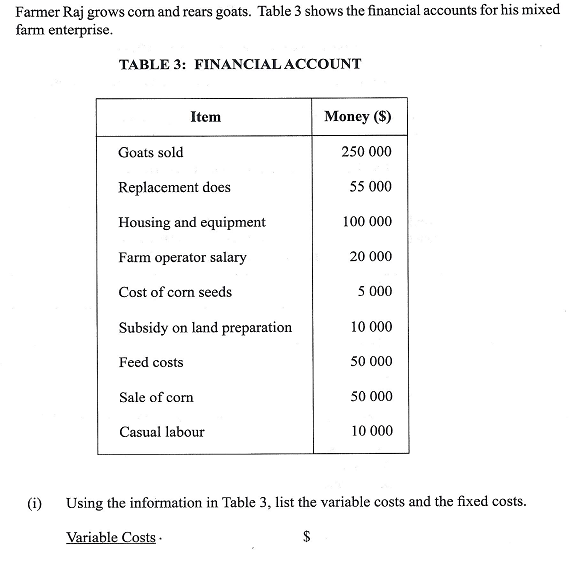 Farmer Raj grows corn and rears goats. Table 3 shows the financial accounts for his mixed
farm enterprise.
TABLE 3: FINANCIAL ACCOUNT
Item Money ($)
Goats sold 250 000
Replacement does 55 000
Housing and equipment 100 000
Farm operator salary 20 000
Cost of corn seeds 5 000
Subsidy on land preparation 10 000
Feed costs 50 000
Sale of corn 50 000
Casual labour 10 000
(i) Using the information in Table 3, list the variable costs and the fixed costs.
Variable Costs $